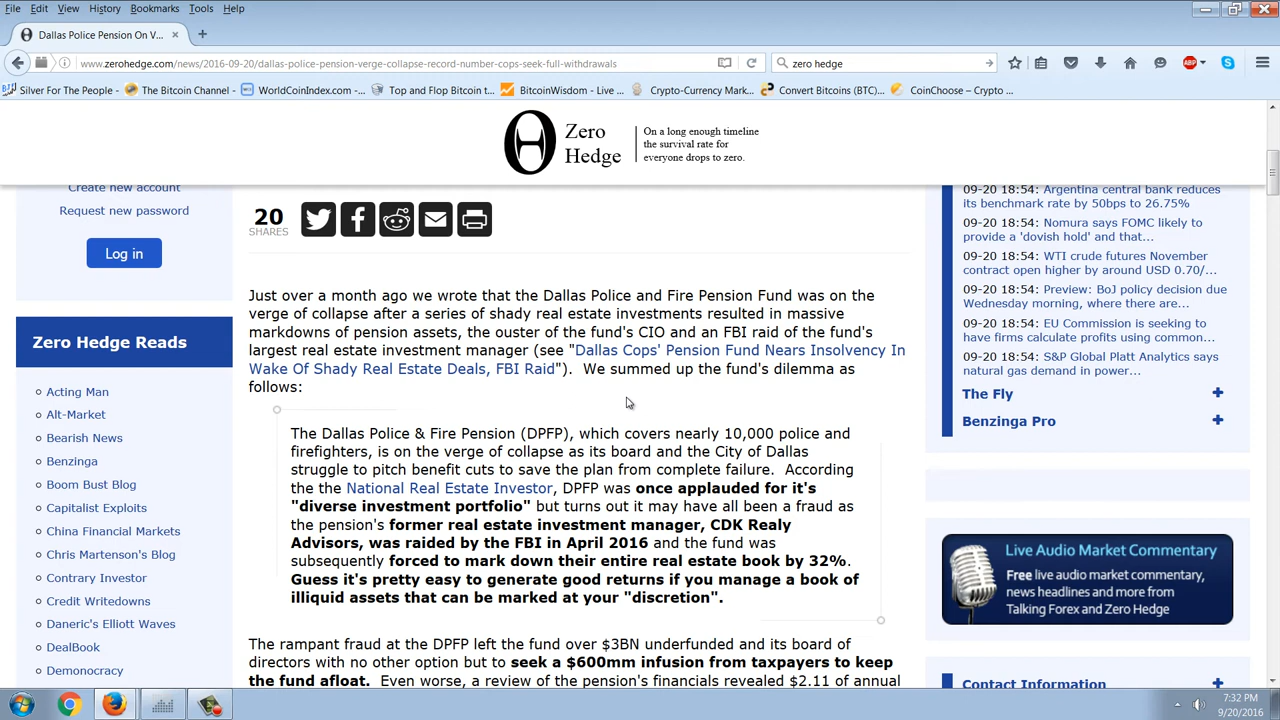 File Edit View History Bookmarks Tools Help
Dallas Police Pension On V...
www.zerohedge.com/news/2016-09-20/dallas-police-pension-verge-collapse-record-number-cops-seek-full-withdrawals
zero hedge
ABP
Silver For The People - The Bitcoin Channel - WorldCoinIndex.com -... Top and Flop Bitcoin t... BitcoinWisdom - Live ... Crypto-Currency Mark... Convert Bitcoins (BTC)... CoinChoose – Crypto ...
Zero
Hedge
On a long enough timeline
the survival rate for
everyone drops to zero.
Create new account
Request new password
Log in
Zero Hedge Reads
Acting Man
Alt-Market
Bearish News
Benzinga
Boom Bust Blog
Capitalist Exploits
China Financial Markets
Chris Martenson's Blog
Contrary Investor
Credit Writedowns
Daneric's Elliott Waves
DealBook
Demonocracy
20
SHARES
Just over a month ago we wrote that the Dallas Police and Fire Pension Fund was on the
verge of collapse after a series of shady real estate investments resulted in massive
markdowns of pension assets, the ouster of the fund's CIO and an FBI raid of the fund's
largest real estate investment manager (see "Dallas Cops' Pension Fund Nears Insolvency In
Wake Of Shady Real Estate Deals, FBI Raid"). We summed up the fund's dilemma as
follows:
The Dallas Police & Fire Pension (DPFP), which covers nearly 10,000 police and
firefighters, is on the verge of collapse as its board and the City of Dallas
struggle to pitch benefit cuts to save the plan from complete failure. According
the the National Real Estate Investor, DPFP was once applauded for it's
"diverse investment portfolio" but turns out it may have all been a fraud as
the pension's former real estate investment manager, CDK Realy
Advisors, was raided by the FBI in April 2016 and the fund was
subsequently forced to mark down their entire real estate book by 32%.
Guess it's pretty easy to generate good returns if you manage a book of
illiquid assets that can be marked at your "discretion".
The rampant fraud at the DPFP left the fund over $3BN underfunded and its board of
directors with no other option but to seek a $600mm infusion from taxpayers to keep
the fund afloat. Even worse, a review of the pension's financials revealed $2.11 of annual
09-20 18:54: Argentina central bank reduces
its benchmark rate by 50bps to 26.75%
09-20 18:54: Nomura says FOMC likely to
provide a 'dovish hold' and that...
09-20 18:54: WTI crude futures November
contract open higher by around USD 0.70/...
09-20 18:54: Preview: BoJ policy decision due
Wednesday morning, where there are...
09-20 18:54: EU Commission is seeking to
have firms calculate profits using common...
09-20 18:54: S&P Global Platt Analytics says
natural gas demand in power...
The Fly
Benzinga Pro
Live Audio Market Commentary
Free live audio market commentary,
news headlines and more from
Talking Forex and Zero Hedge
Contact Information
7:32 PM
9/20/2016